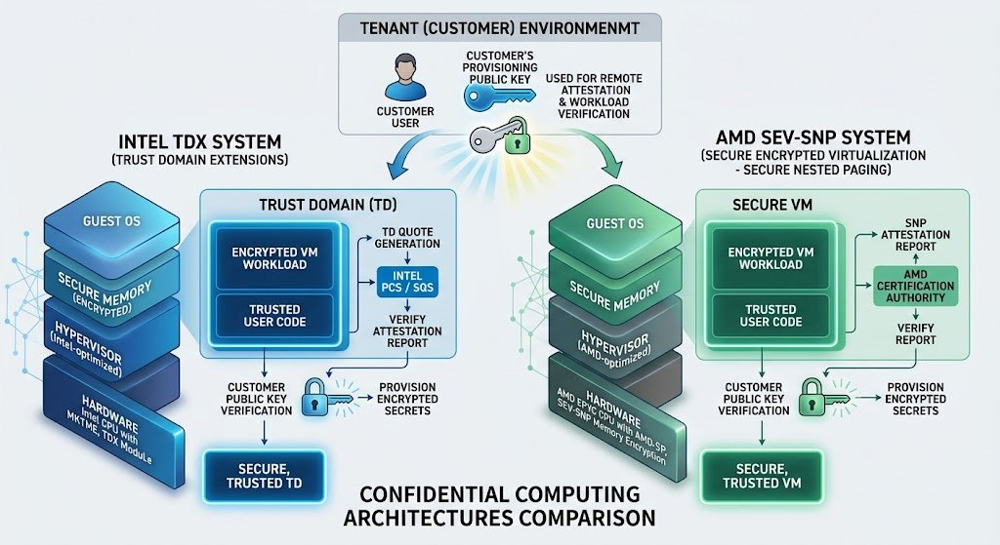 TENANT (CUSTOMER) ENVIRONMENMT
CUSTOMER USER
CUSTOMER'S
PROVISIONING
PUBLIC KEY
USED FOR REMOTE
ATTESTATION
& WORKLOAD
VERIFICATION
INTEL TDX SYSTEM
(TRUST DOMAIN EXTENSIONS)
GUEST OS
SECURE MEMORY
(ENCRYPTED)
HYPERVISOR
(Intel-optimized)
HARDWARE
Intel CPU with
MKTME, TDX Module
TRUST DOMAIN (TD)
ENCRYPTED VM
WORKLOAD
TRUSTED
USER CODE
TD QUOTE
GENERATION
INTEL
PCS / SQS
VERIFY
ATTESTATION
REPORT
CUSTOMER
PUBLIC KEY
VERIFICATION
PROVISION
ENCRYPTED
SECRETS
SECURE,
TRUSTED TD
AMD SEV-SNP SYSTEM
(SECURE ENCRYPTED VIRTUALIZATION
- SECURE NESTED PAGING)
GUEST OS
SECURE MEMORY
HYPERVISOR
(AMD-optimized)
HARDWARE
AMD EPYC CPU with AMD-SP,
SEV-SNP Memory Encryption
SECURE VM
ENCRYPTED VM
WORKLOAD
TRUSTED
USER CODE
SNP
ATTESTATION
REPORT
AMD
CERTIFICATION
AUTHORITY
VERIFY
REPORT
CUSTOMER
PUBLIC KEY
VERIFICATION
PROVISION
ENCRYPTED
SECRETS
SECURE,
TRUSTED VM
CONFIDENTIAL COMPUTING
ARCHITECTURES COMPARISON